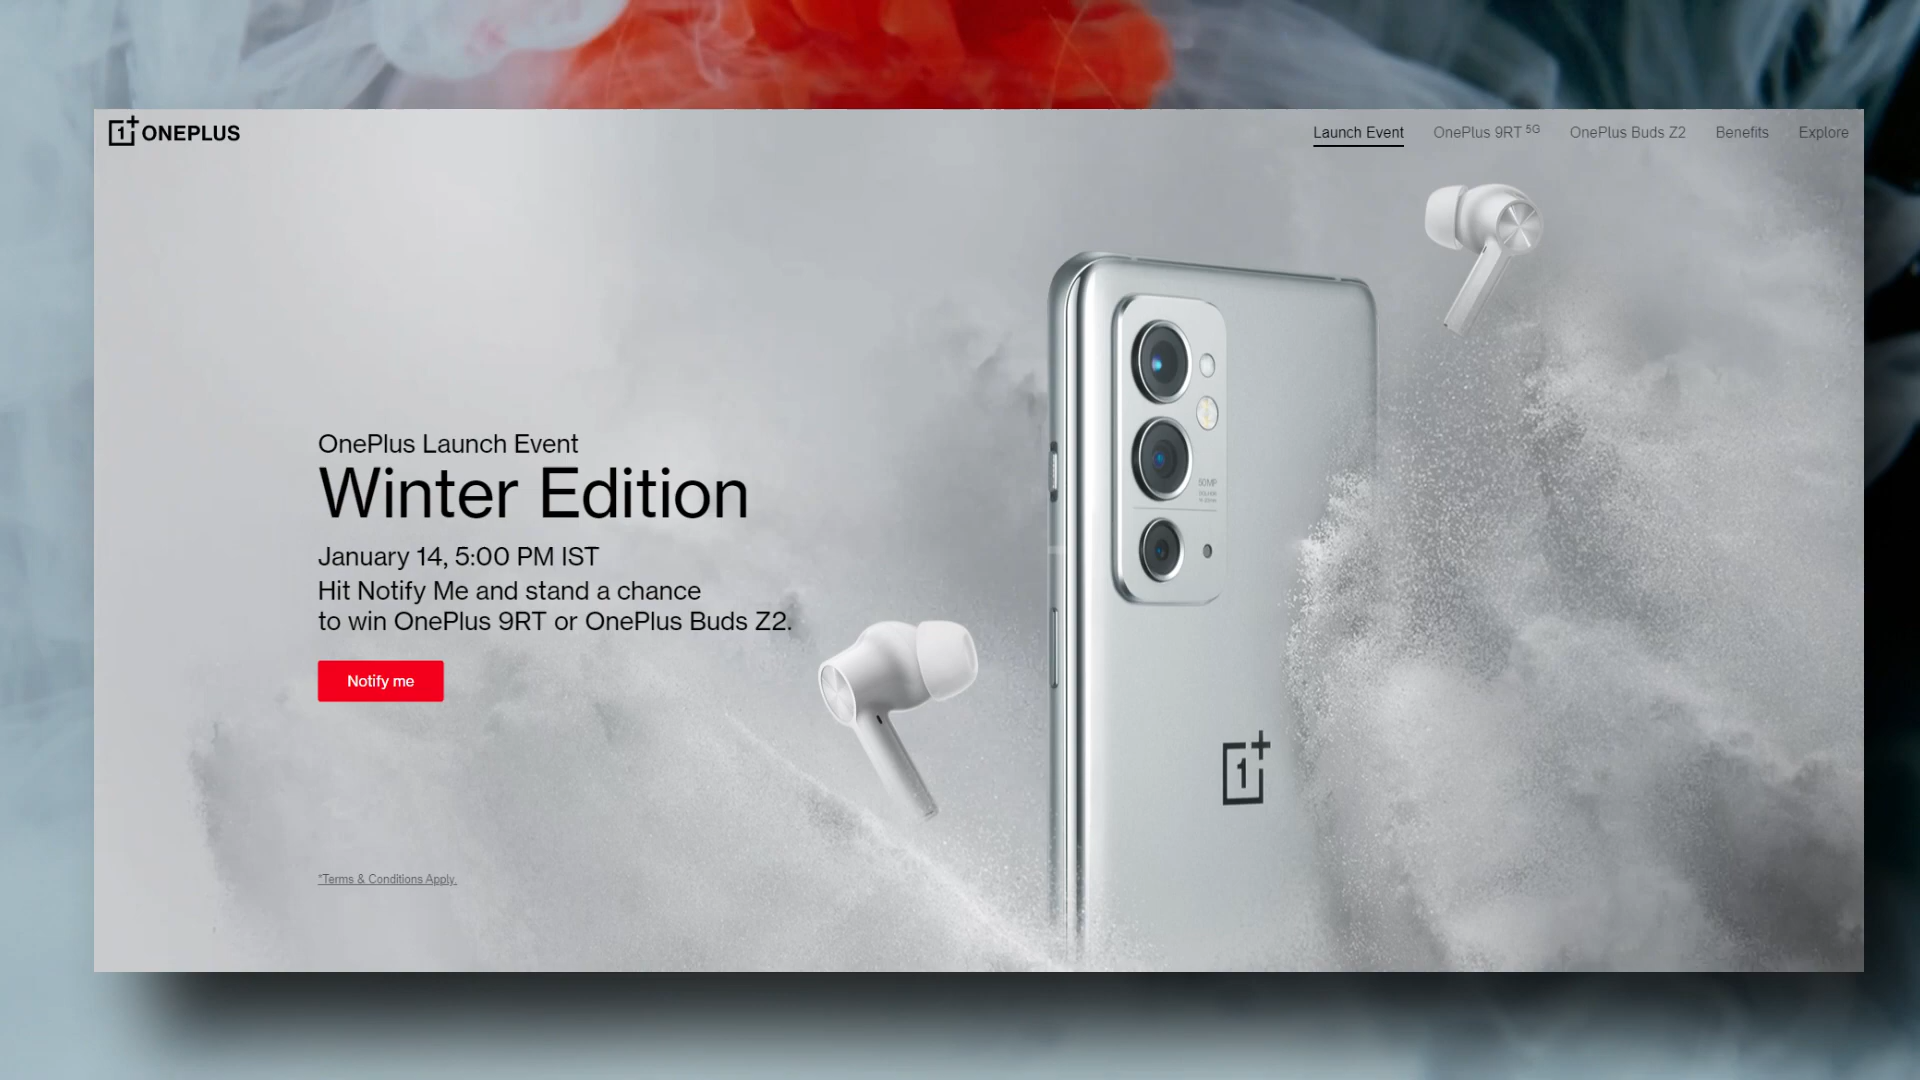 ONEPLUS
Launch Event
OnePlus 9RT 5G
OnePlus Buds Z2
Benefits
Explore
OnePlus Launch Event
Winter Edition
January 14, 5:00 PM IST
Hit Notify Me and stand a chance
to win OnePlus 9RT or OnePlus Buds Z2.
Notify me
*Terms & Conditions Apply.
50MP